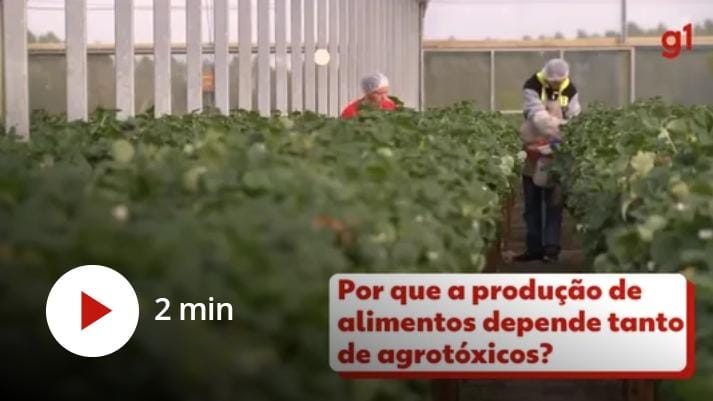 g1
2 min
Por que a produção de
alimentos depende tanto
de agrotóxicos?